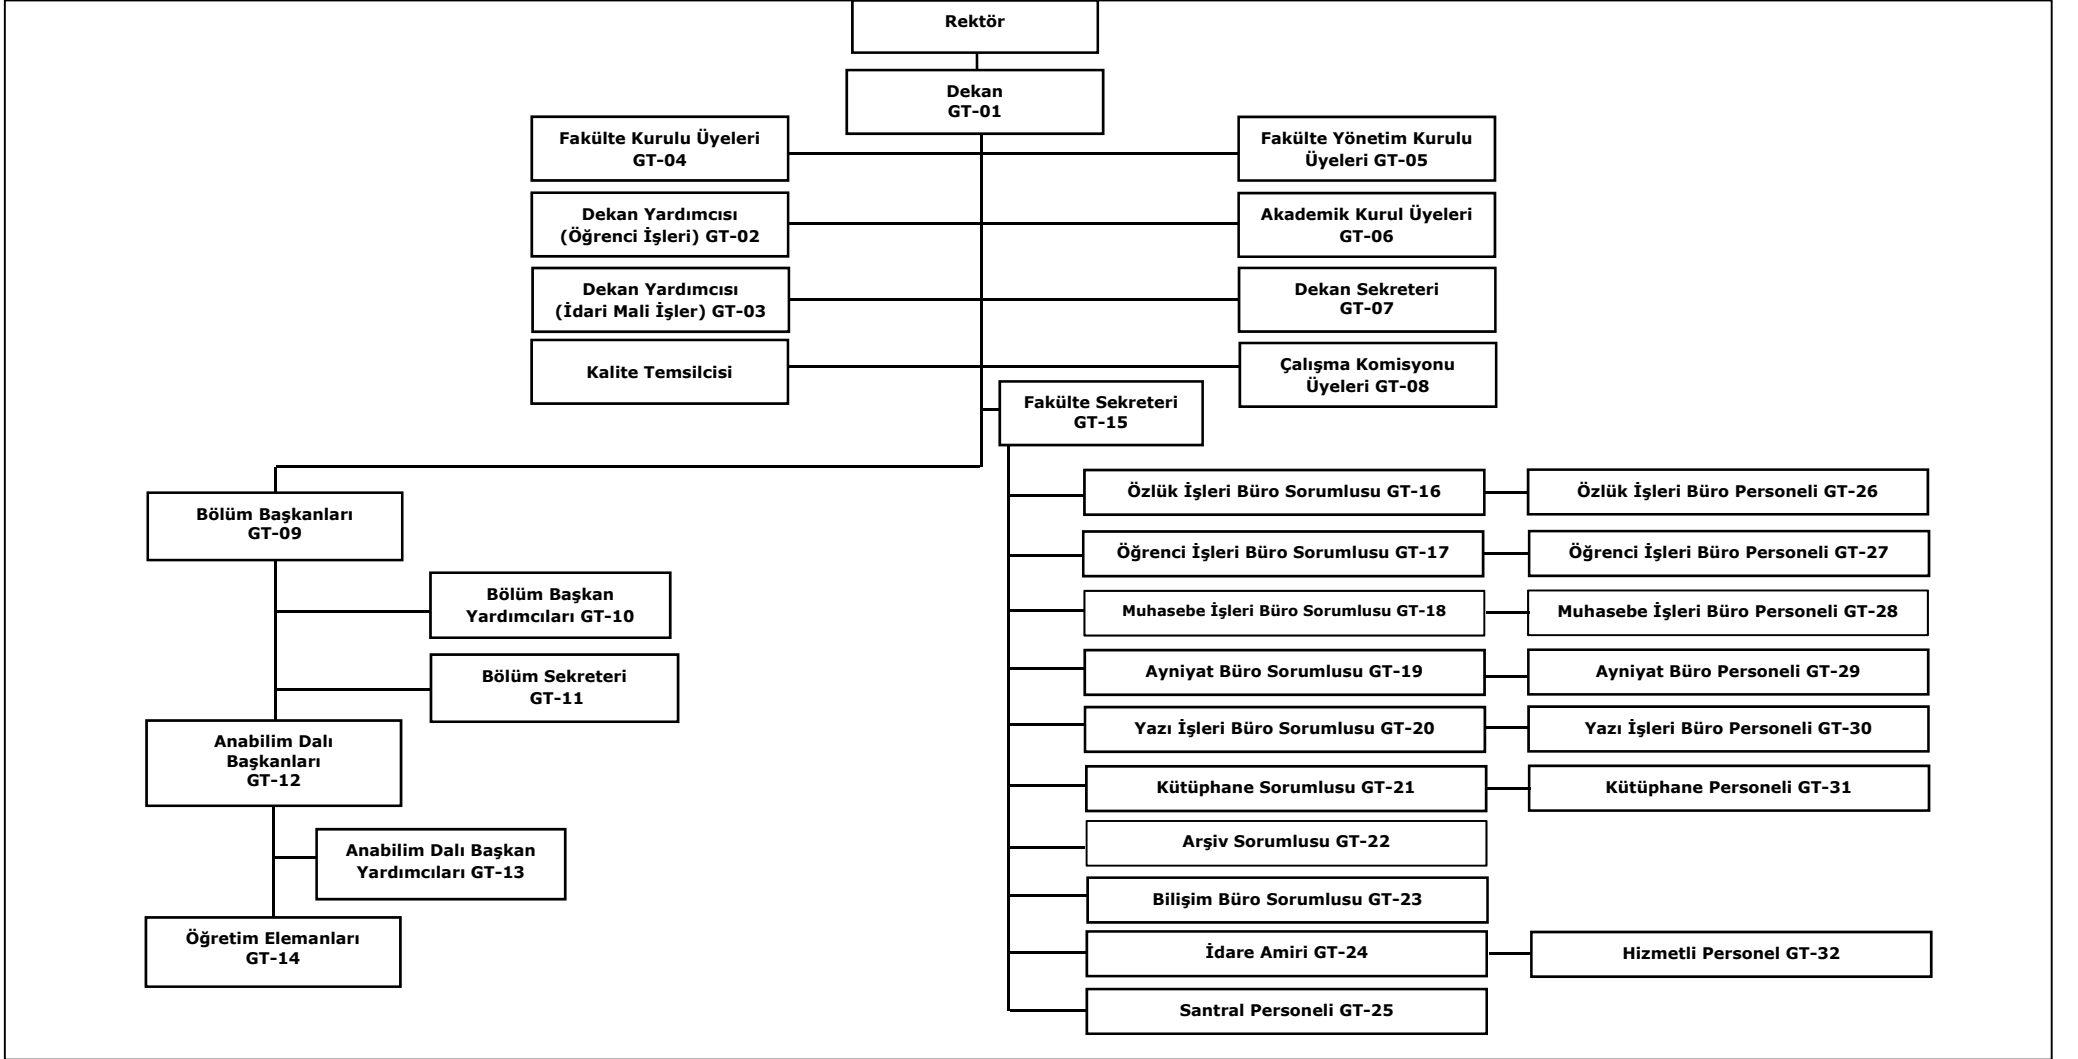 Rektör
Dekan
GT-01
Fakülte Kurulu Üyeleri
GT-04
Fakülte Yönetim Kurulu
Üyeleri GT-05
Dekan Yardımcısı
(Öğrenci İşleri) GT-02
Akademik Kurul Üyeleri
GT-06
Dekan Yardımcısı
(İdari Mali İşler) GT-03
Dekan Sekreteri
GT-07
Kalite Temsilcisi
Çalışma Komisyonu
Üyeleri GT-08
Fakülte Sekreteri
GT-15
Bölüm Başkanları
GT-09
Bölüm Başkan
Yardımcıları GT-10
Bölüm Sekreteri
GT-11
Anabilim Dalı
Başkanları
GT-12
Anabilim Dalı Başkan
Yardımcıları GT-13
Öğretim Elemanları
GT-14
Özlük İşleri Büro Sorumlusu GT-16
Özlük İşleri Büro Personeli GT-26
Öğrenci İşleri Büro Sorumlusu GT-17
Öğrenci İşleri Büro Personeli GT-27
Muhasebe İşleri Büro Sorumlusu GT-18
Muhasebe İşleri Büro Personeli GT-28
Ayniyat Büro Sorumlusu GT-19
Ayniyat Büro Personeli GT-29
Yazı İşleri Büro Sorumlusu GT-20
Yazı İşleri Büro Personeli GT-30
Kütüphane Sorumlusu GT-21
Kütüphane Personeli GT-31
Arşiv Sorumlusu GT-22
Bilişim Büro Sorumlusu GT-23
İdare Amiri GT-24
Hizmetli Personel GT-32
Santral Personeli GT-25